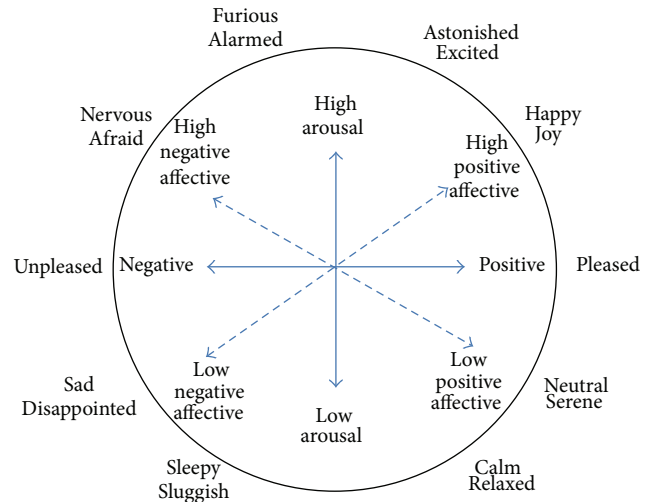 Furious
Alarmed
Astonished
Excited
Nervous
Afraid
High
negative
affective
High
arousal
High
positive
affective
Happy
Joy
Unpleased
Negative
Positive
Pleased
Sad
Disappointed
Low
negative
affective
Low
arousal
Low
positive
affective
Neutral
Serene
Sleepy
Sluggish
Calm
Relaxed